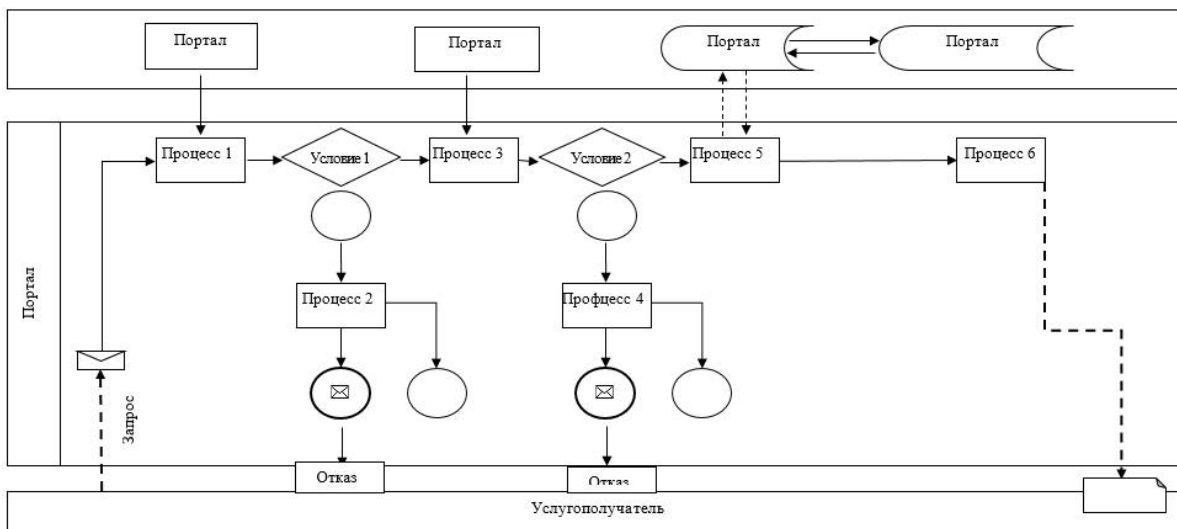 Портал
Портал
Портал
Портал
Процесс 1
Условие 1
Процесс 3
Условие 2
Процесс 5
Процесс 6
Портал
Процесс 2
Профцесс 4
Запрос
Отказ
Отказ
Услугополучатель